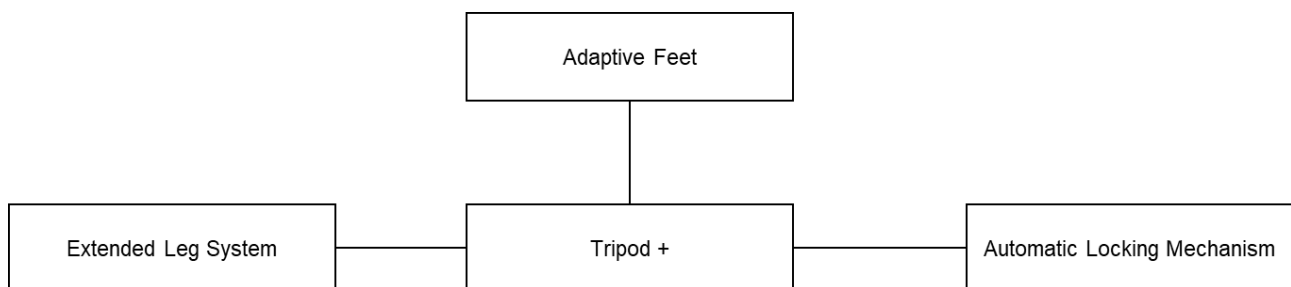 Adaptive Feet
Extended Leg System
Tripod +
Automatic Locking Mechanism